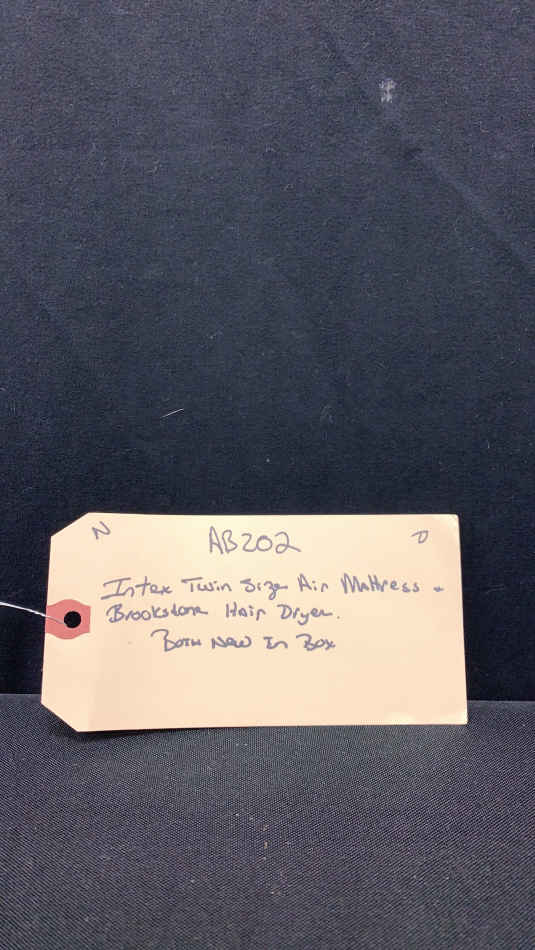 N AB202 D
Intex Twin Size Air Mattress &
Brookstone Hair Dryer.
Both New In Box